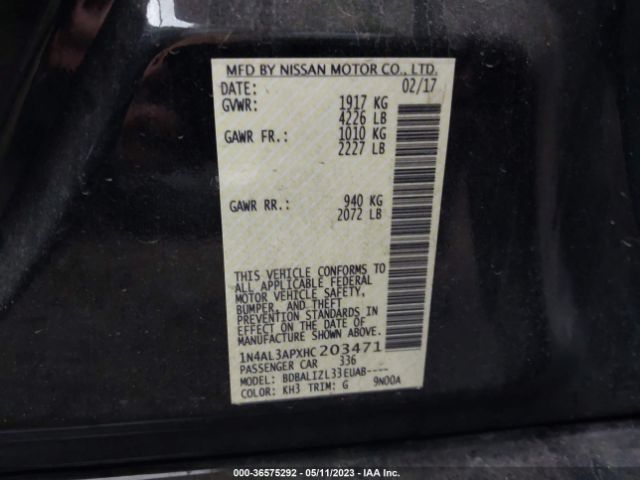 MFD BY NISSAN MOTOR CO., LTD.
DATE: 02/17
GVWR: 1917 KG
4226 LB
GAWR FR.: 1010 KG
2227 LB
GAWR RR.: 940 KG
2072 LB
THIS VEHICLE CONFORMS TO
ALL APPLICABLE FEDERAL
MOTOR VEHICLE SAFETY,
BUMPER, AND THEFT
PREVENTION STANDARDS IN
EFFECT ON THE DATE OF
MANUFACTURE SHOWN ABOVE.
1N4AL3APXHC203471
PASSENGER CAR 336
MODEL: BDBALIZL33EUAB----
COLOR: KH3 TRIM: G 9N00A
000-36575292 - 05/11/2023 - IAA Inc.